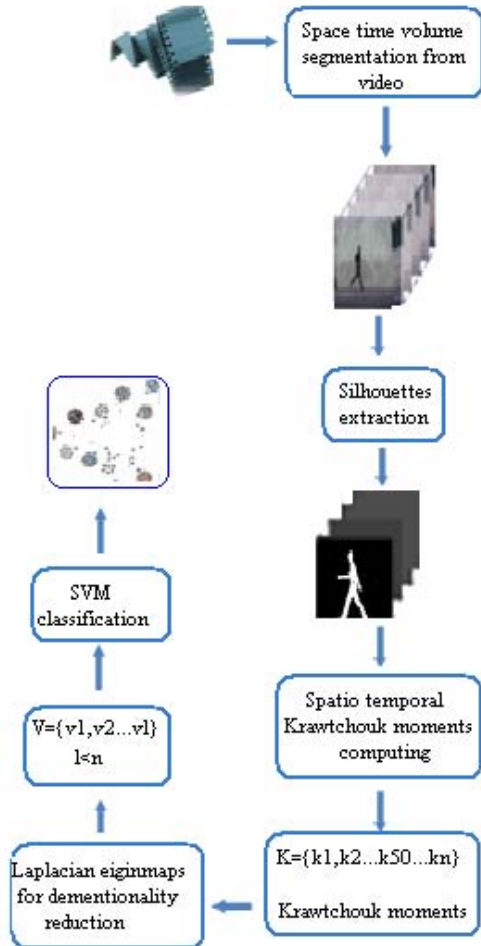 Space time volume
segmentation from
video
Silhouettes
extraction
Spatio temporal
Krawtchouk moments
computing
K={k1,k2...k50...kn}
Krawtchouk moments
Laplacian eiginmaps
for dementionality
reduction
V={v1,v2...vl}
l<n
SVM
classification